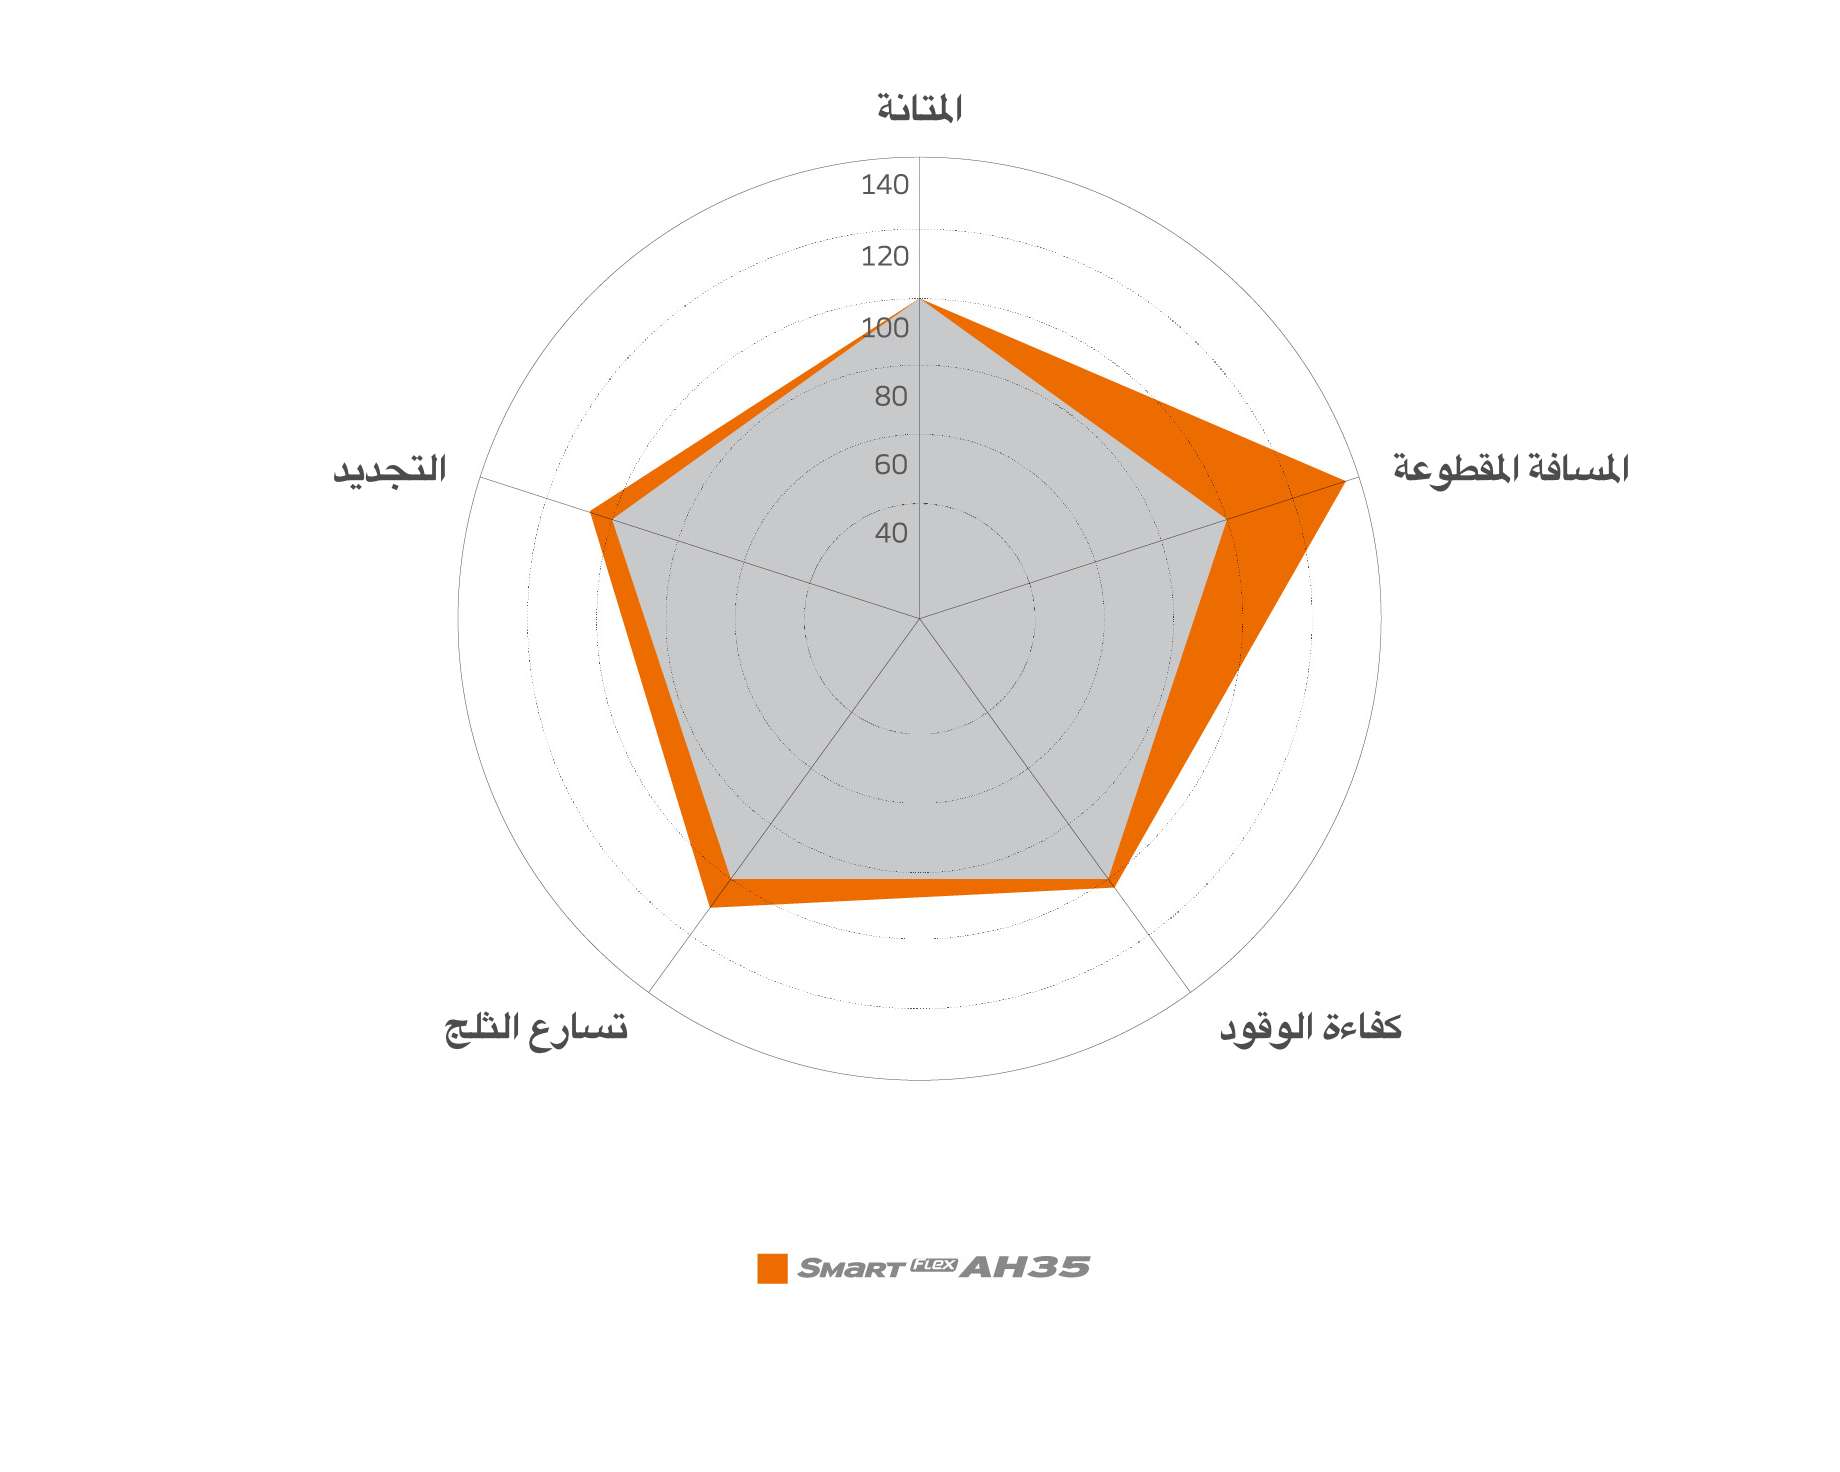 المتانة
140
120
100
80
60
40
التجديد
المسافة المقطوعة
تسارع الثلج
كفاءة الوقود
SMART FLEX AH35